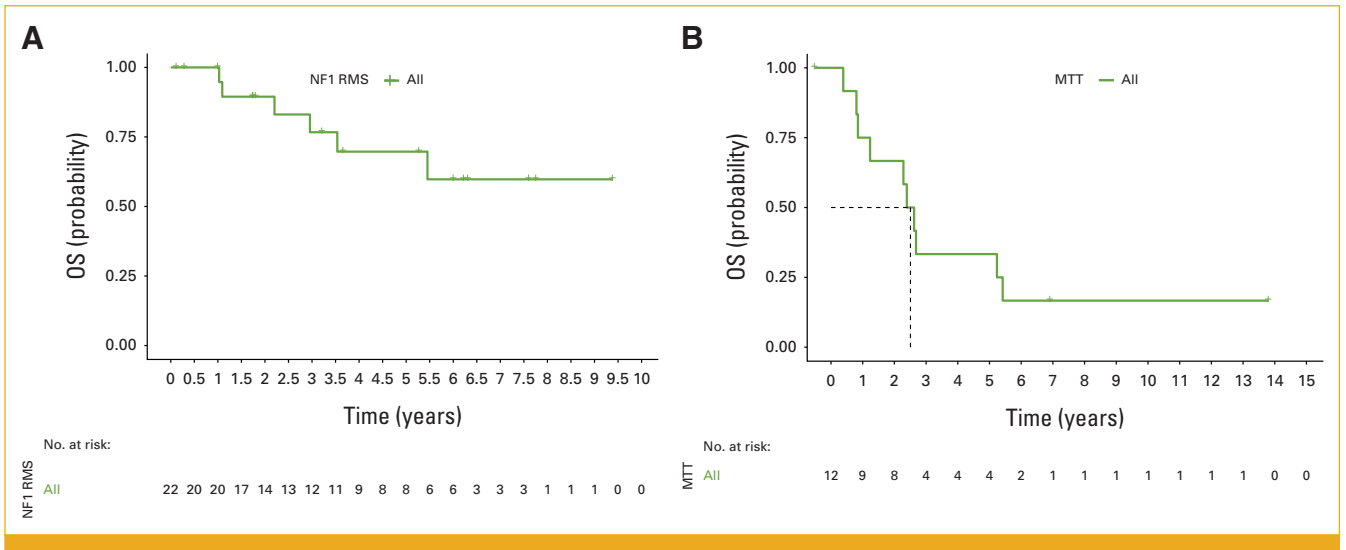 A
NF1 RMS All
OS (probability)
1.00
0.75
0.50
0.25
0.00
0 0.5 1 1.5 2 2.5 3 3.5 4 4.5 5 5.5 6 6.5 7 7.5 8 8.5 9 9.5 10
Time (years)
No. at risk:
NF1 RMS
All 22 20 20 17 14 13 12 11 9 8 8 6 6 3 3 3 1 1 1 0 0
B
MTT All
OS (probability)
1.00
0.75
0.50
0.25
0.00
0 1 2 3 4 5 6 7 8 9 10 11 12 13 14 15
Time (years)
No. at risk:
MTT
All 12 9 8 4 4 4 2 1 1 1 1 1 1 1 0 0